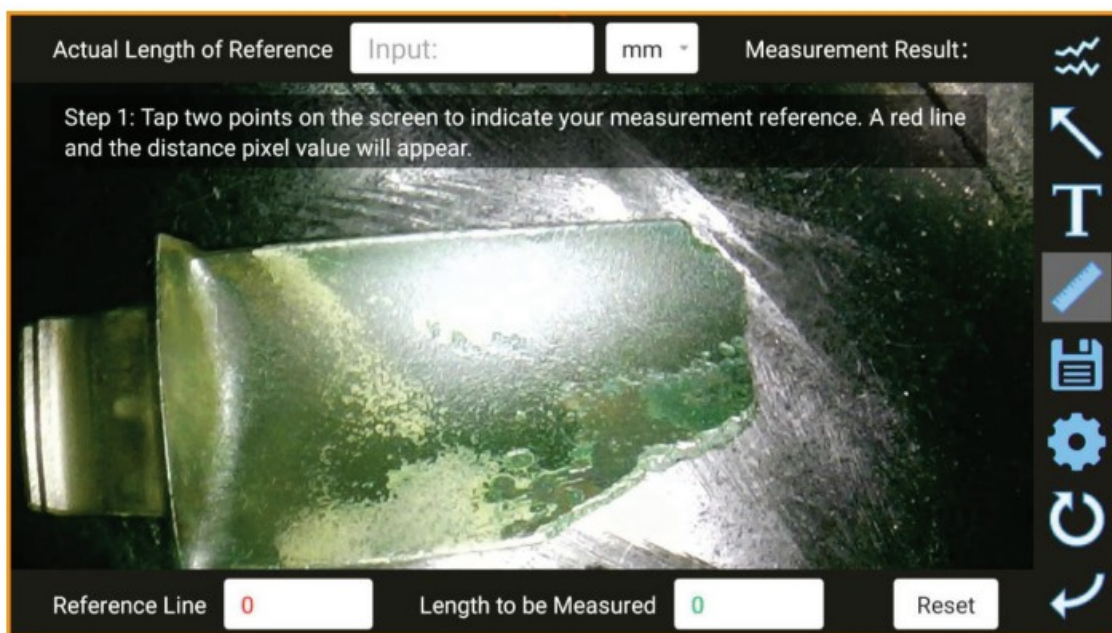 Actual Length of Reference Input: mm Measurement Result:
Step 1: Tap two points on the screen to indicate your measurement reference. A red line
and the distance pixel value will appear.
T
Reference Line 0 Length to be Measured 0 Reset